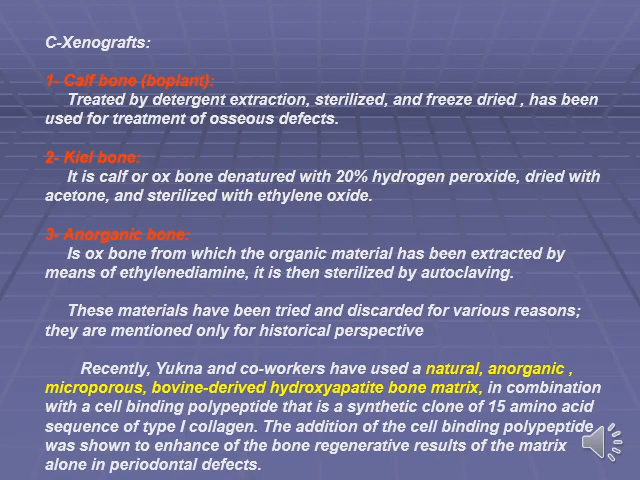 C-Xenografts:
1- Calf bone (boplant):
Treated by detergent extraction, sterilized, and freeze dried , has been
used for treatment of osseous defects.
2- Kiel bone:
It is calf or ox bone denatured with 20% hydrogen peroxide, dried with
acetone, and sterilized with ethylene oxide.
3- Anorganic bone:
Is ox bone from which the organic material has been extracted by
means of ethylenediamine, it is then sterilized by autoclaving.
These materials have been tried and discarded for various reasons;
they are mentioned only for historical perspective
Recently, Yukna and co-workers have used a natural, anorganic ,
microporous, bovine-derived hydroxyapatite bone matrix, in combination
with a cell binding polypeptide that is a synthetic clone of 15 amino acid
sequence of type I collagen. The addition of the cell binding polypeptide
was shown to enhance of the bone regenerative results of the matrix
alone in periodontal defects.